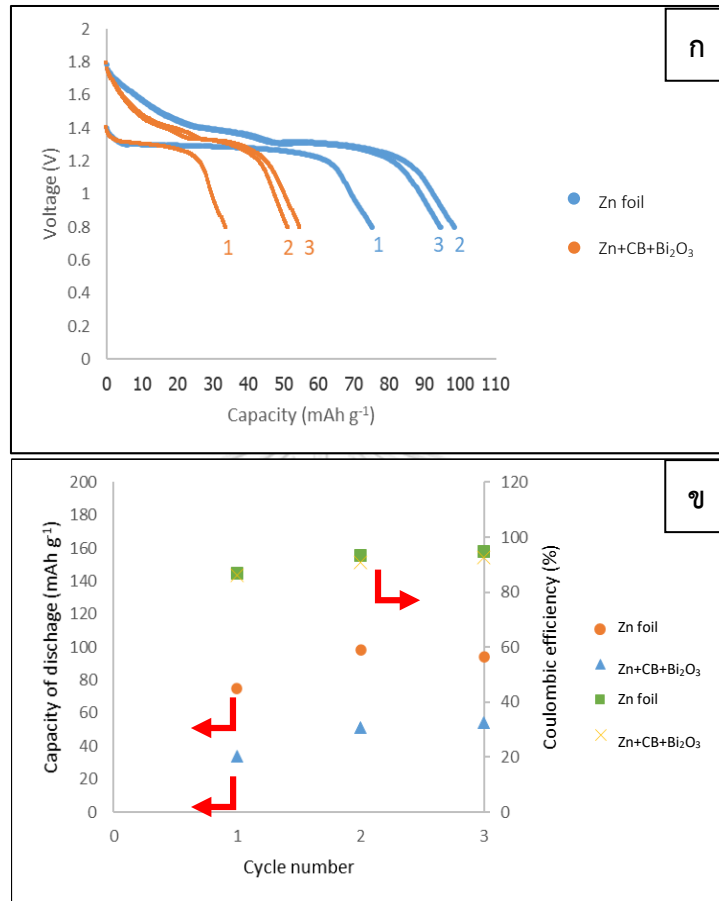 ก
2
1.8
1.6
1.4
1.2
1
0.8
0.6
0.4
0.2
0
Voltage (V)
1 2 3 1 3 2
0 10 20 30 40 50 60 70 80 90 100 110
Capacity (mAh g⁻¹)
Zn foil
Zn+CB+Bi₂O₃
ข
200
180
160
140
120
100
80
60
40
20
0
Capacity of dischage (mAh g⁻¹)
120
100
80
60
40
20
0
Coulombic efficiency (%)
0 1 2 3
Cycle number
Zn foil
Zn+CB+Bi₂O₃
Zn foil
Zn+CB+Bi₂O₃